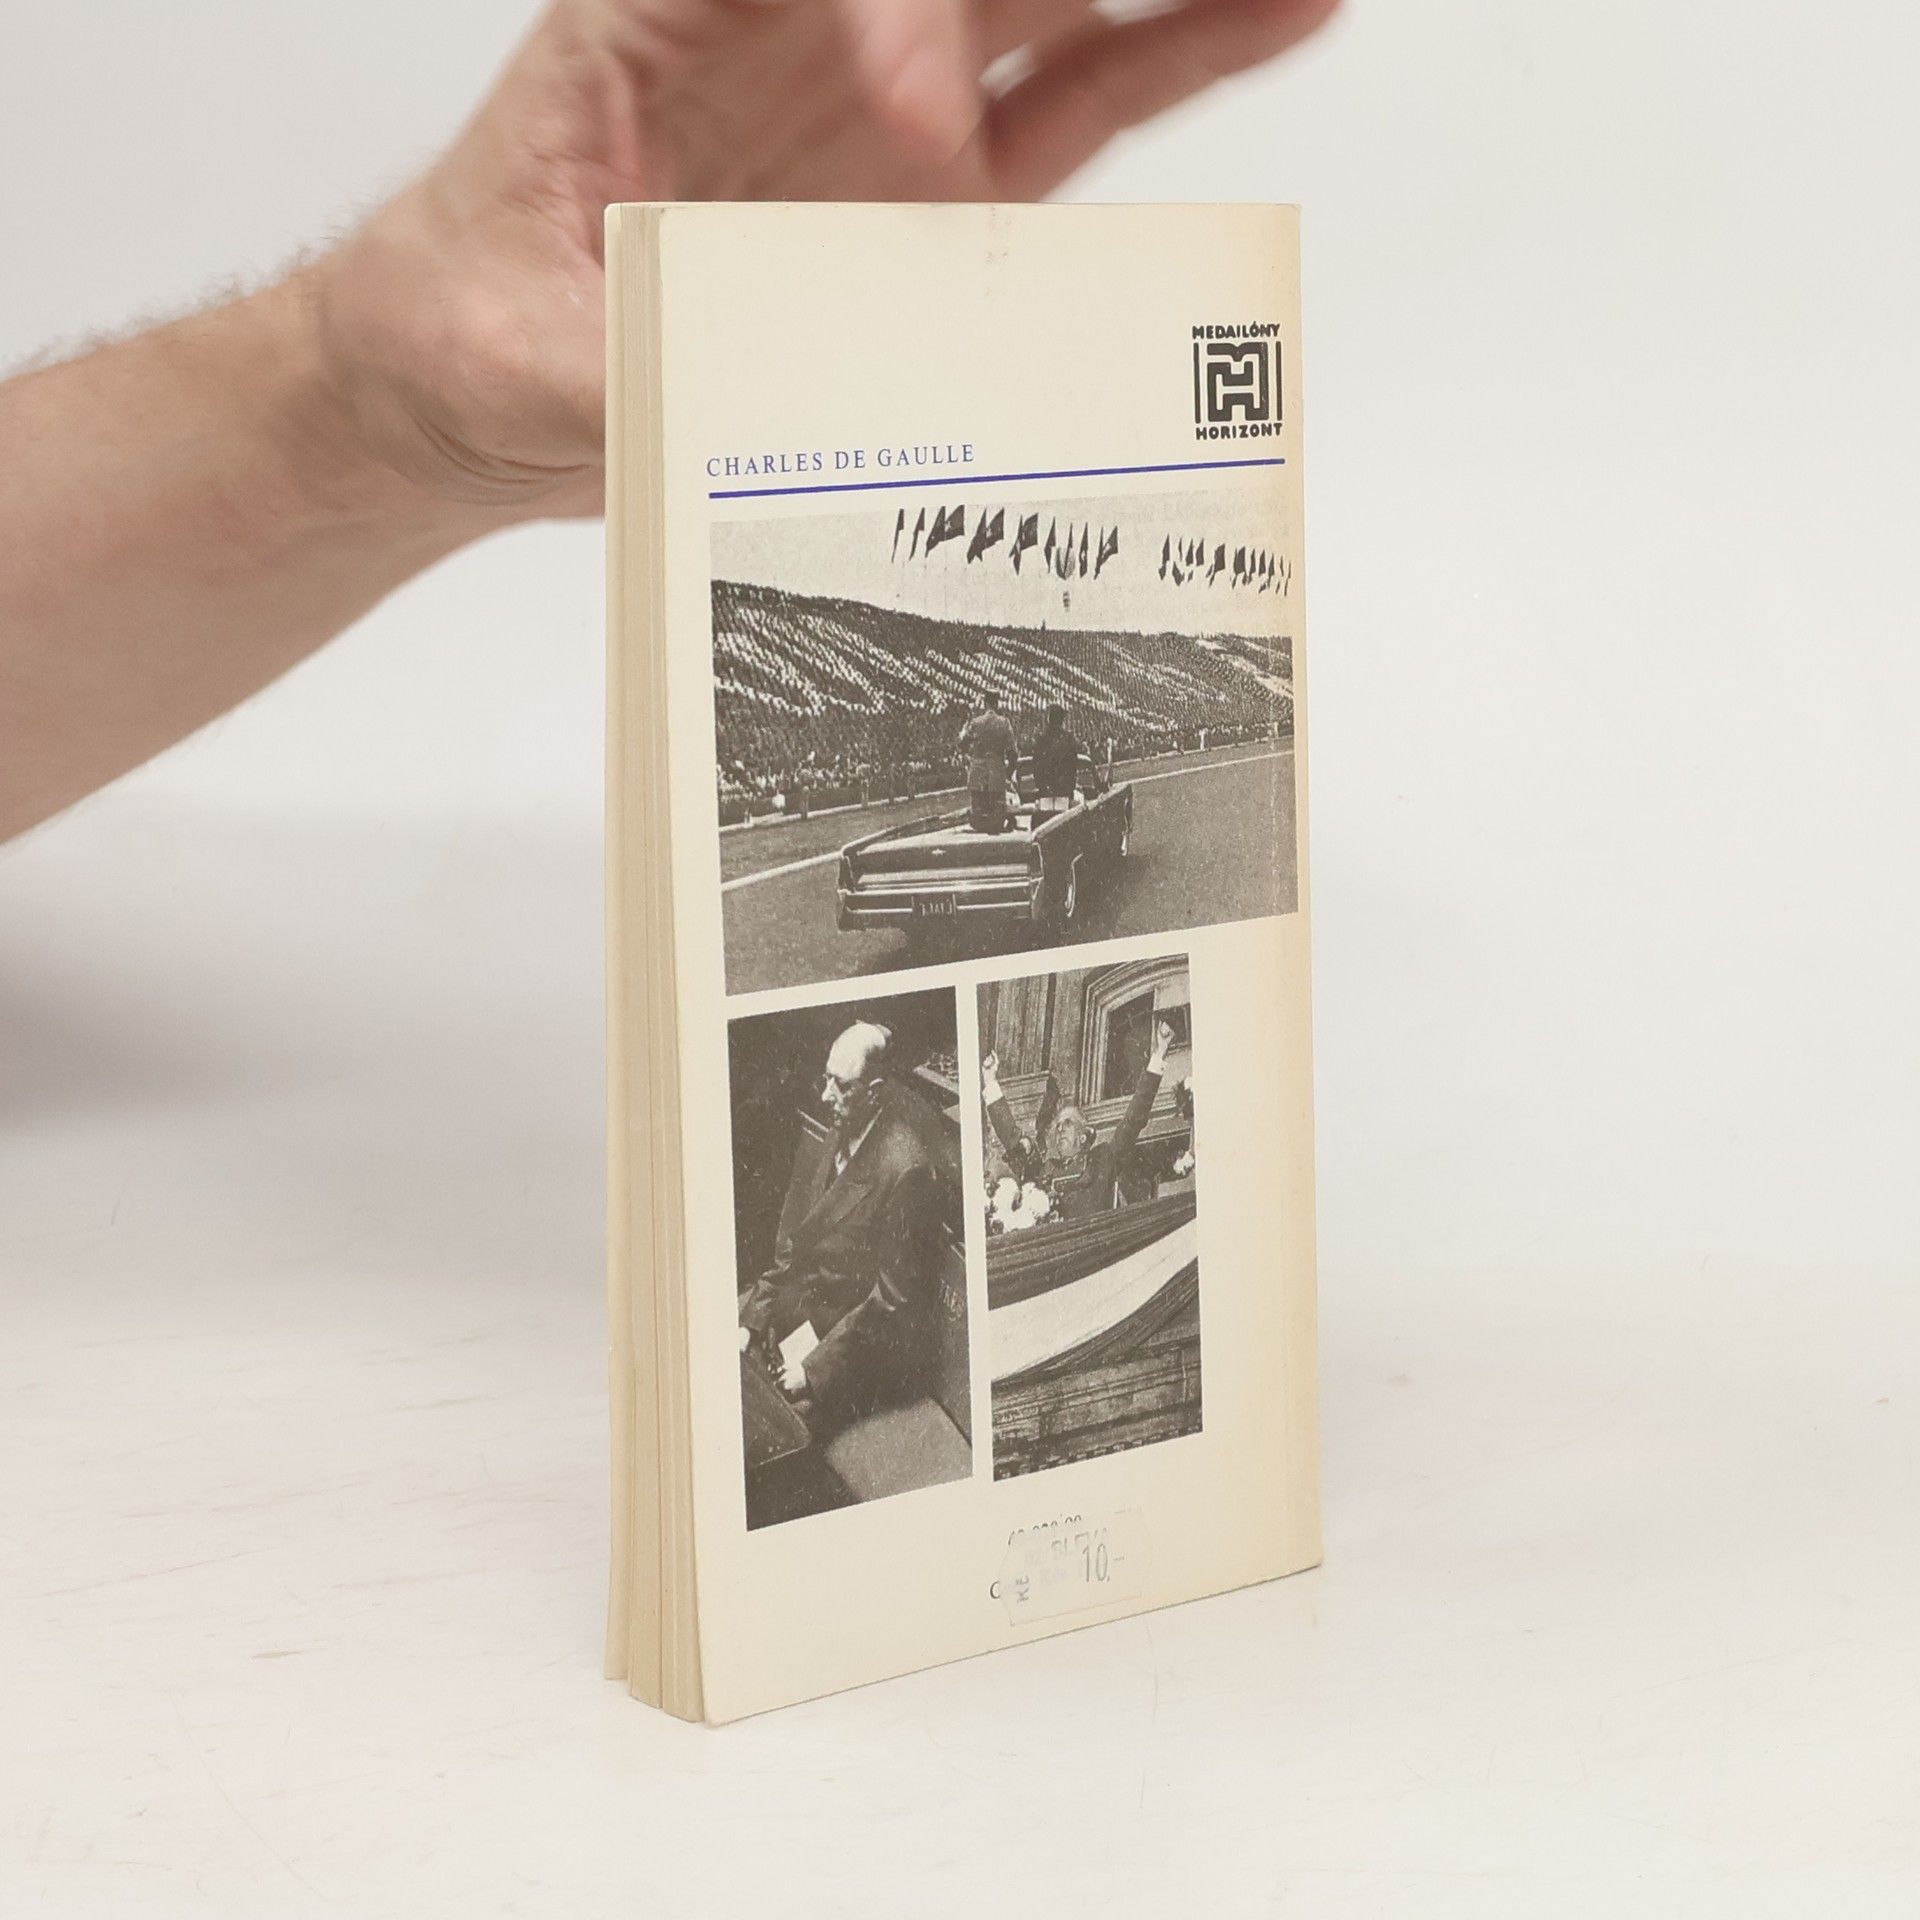 MEDAILÓNY
HORIZONT
CHARLES DE GAULLE
10,-